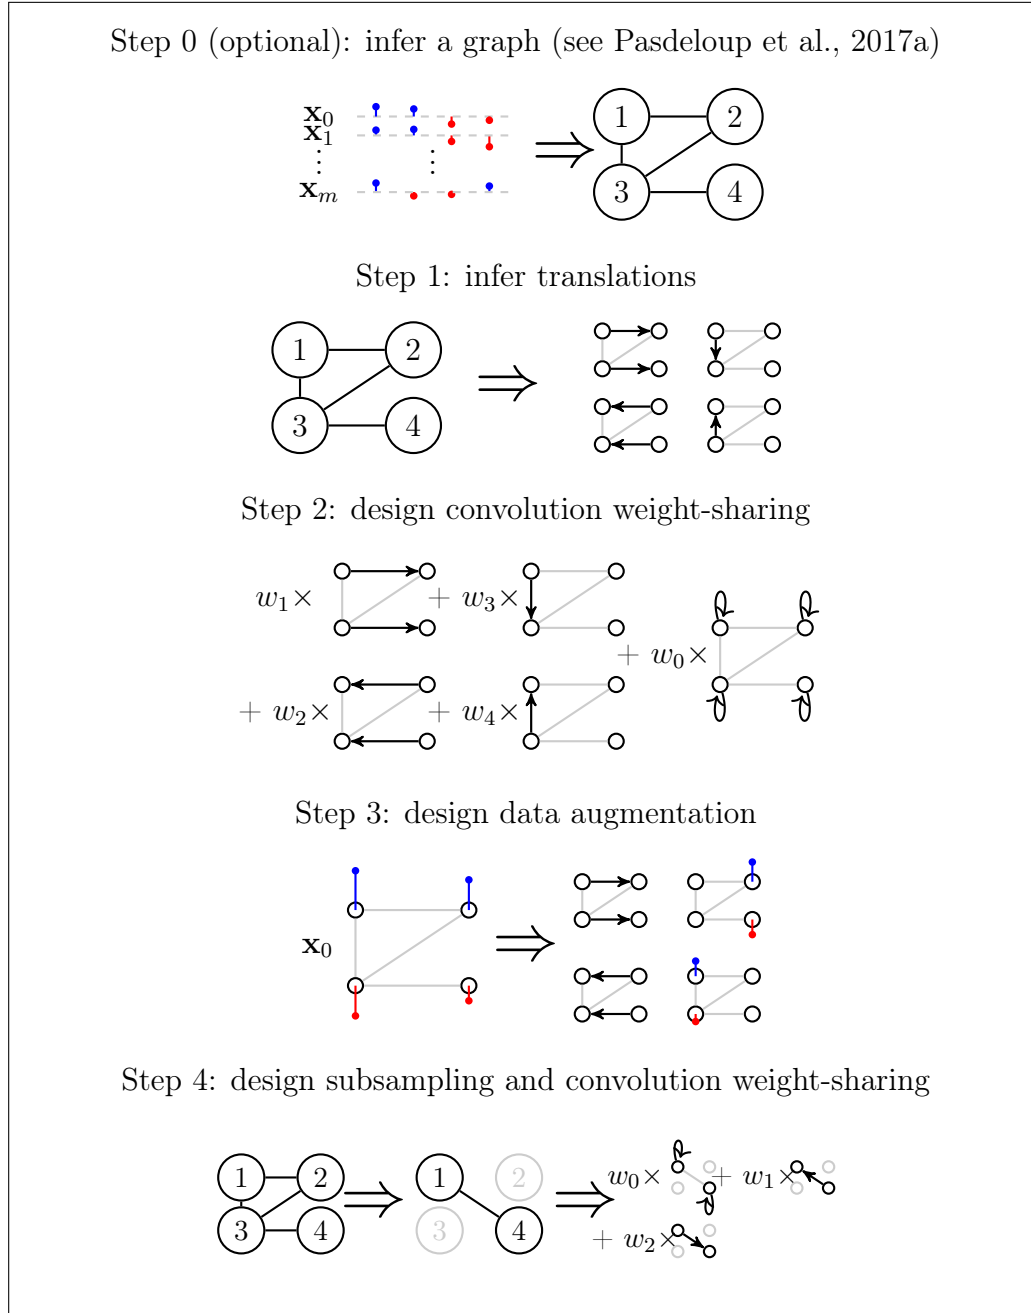 Step 0 (optional): infer a graph (see Pasdeloup et al., 2017a)
x₀
x₁
⋮ ⋮
xₘ
1 2
3 4
Step 1: infer translations
1 2
3 4
Step 2: design convolution weight-sharing
w₁× + w₃×
+ w₀×
+ w₂× + w₄×
Step 3: design data augmentation
x₀
Step 4: design subsampling and convolution weight-sharing
1 2 1 2 w₀× + w₁×
3 4 3 4 + w₂×